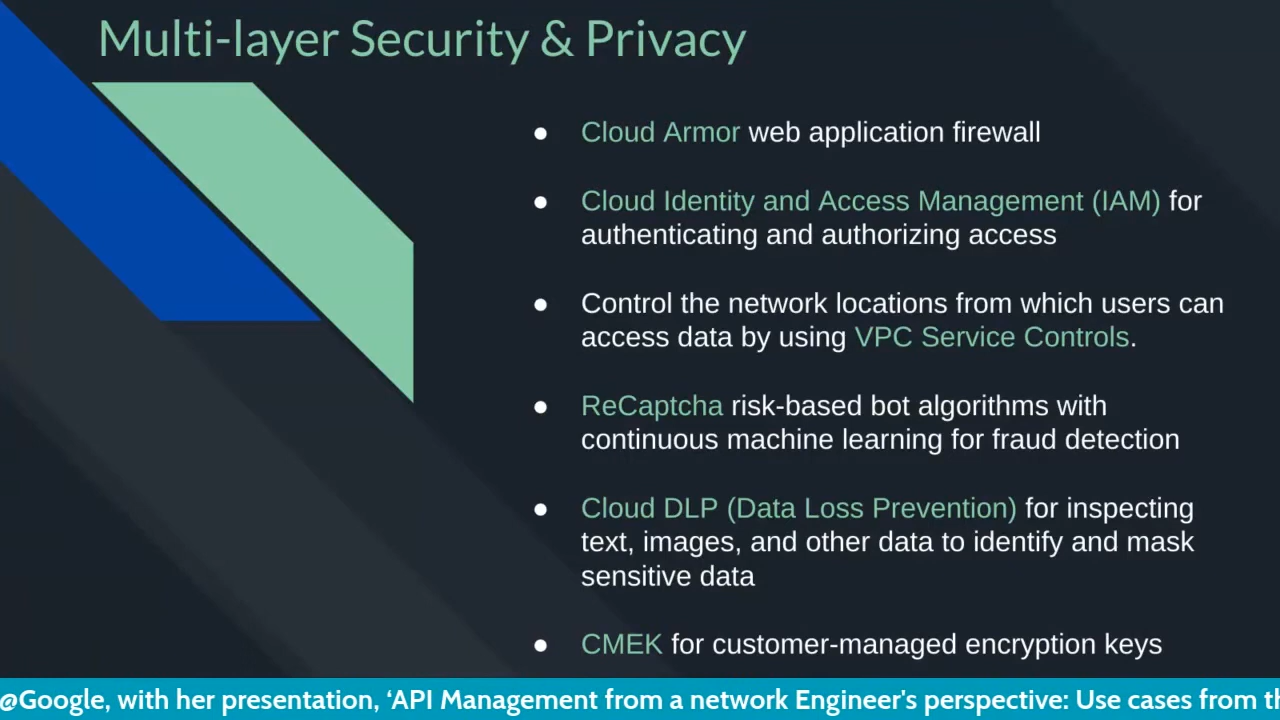 Multi-layer Security & Privacy
● Cloud Armor web application firewall
● Cloud Identity and Access Management (IAM) for
authenticating and authorizing access
● Control the network locations from which users can
access data by using VPC Service Controls.
● ReCaptcha risk-based bot algorithms with
continuous machine learning for fraud detection
● Cloud DLP (Data Loss Prevention) for inspecting
text, images, and other data to identify and mask
sensitive data
● CMEK for customer-managed encryption keys
@Google, with her presentation, ‘API Management from a network Engineer's perspective: Use cases from